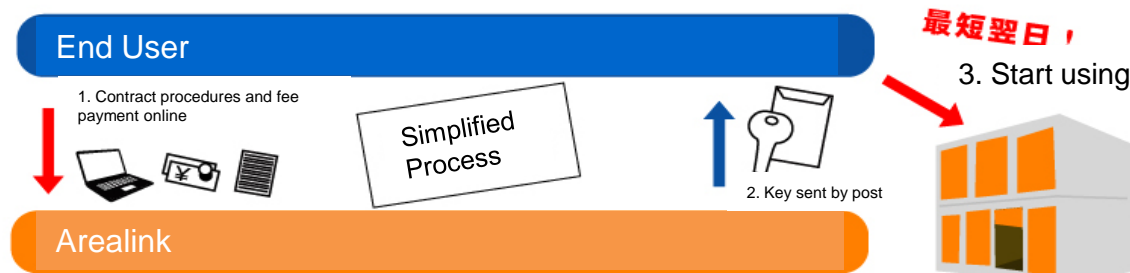 End User
最短翌日！
3. Start using
1. Contract procedures and fee
payment online
Simplified
Process
¥
2. Key sent by post
Arealink